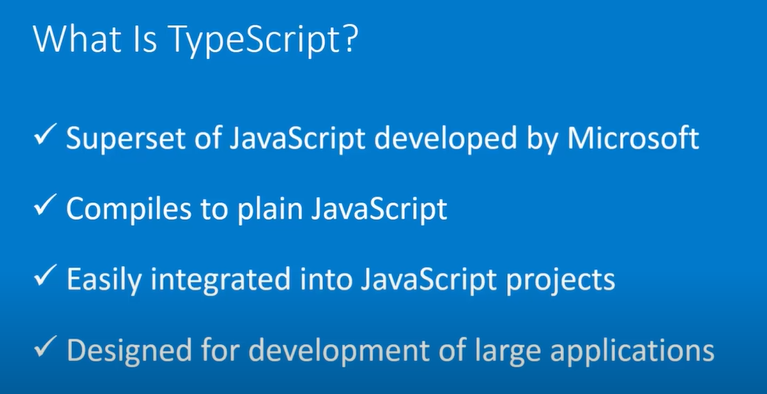 What Is TypeScript?
✓ Superset of JavaScript developed by Microsoft
✓ Compiles to plain JavaScript
✓ Easily integrated into JavaScript projects
✓ Designed for development of large applications